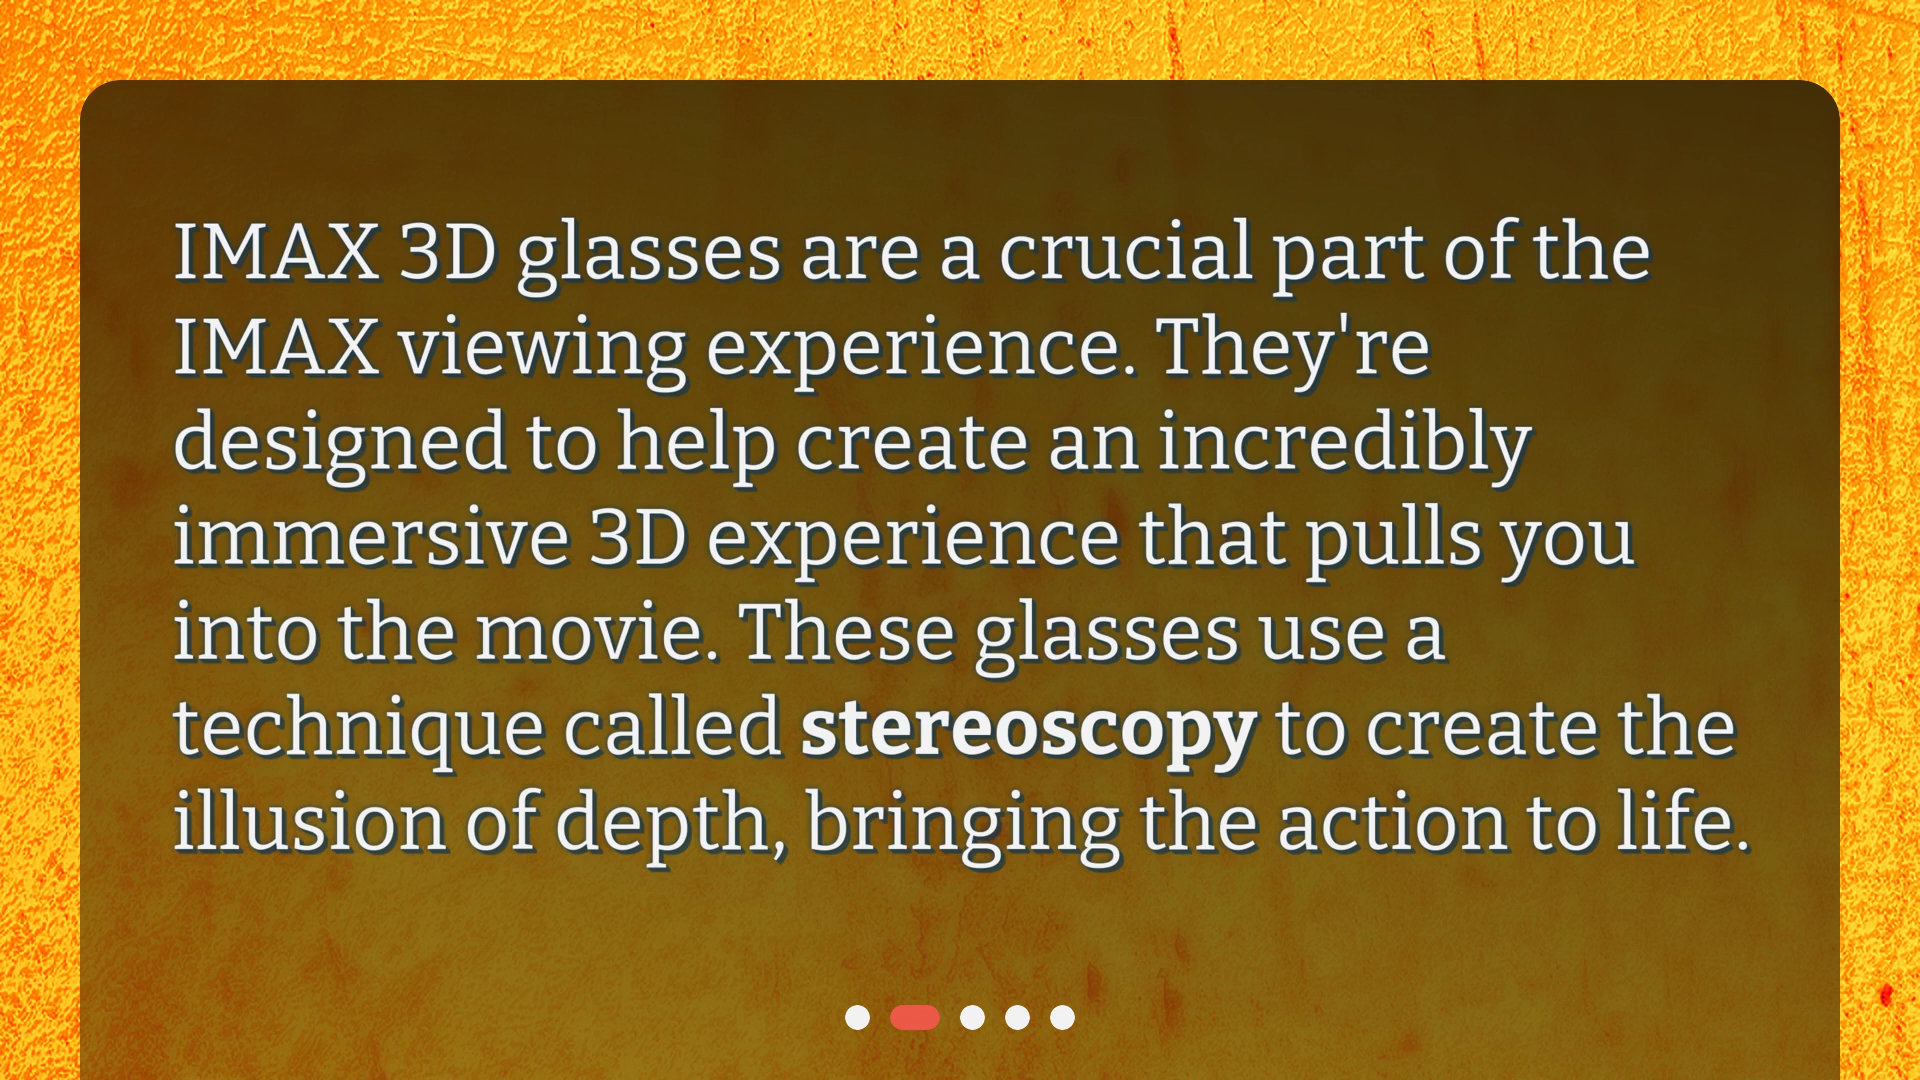 IMAX 3D glasses are a crucial part of the
IMAX viewing experience. They're
designed to help create an incredibly
immersive 3D experience that pulls you
into the movie. These glasses use a
technique called stereoscopy to create the
illusion of depth, bringing the action to life.